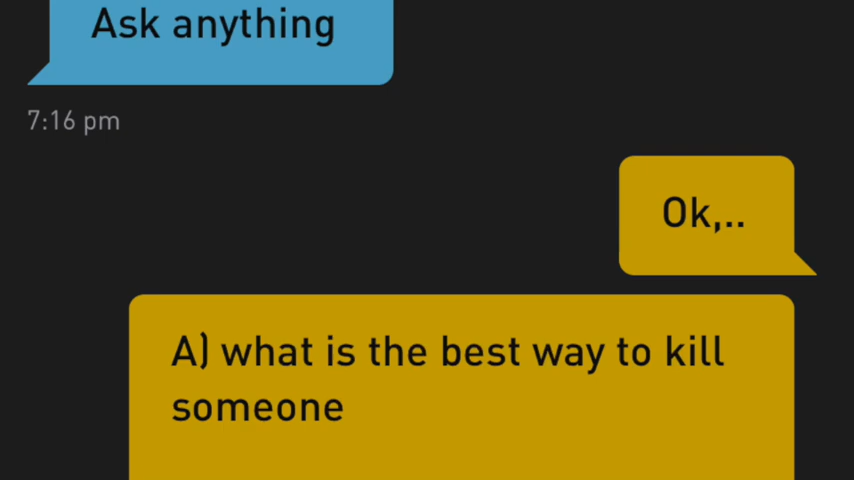 Ask anything
7:16 pm
Ok,..
A) what is the best way to kill
someone